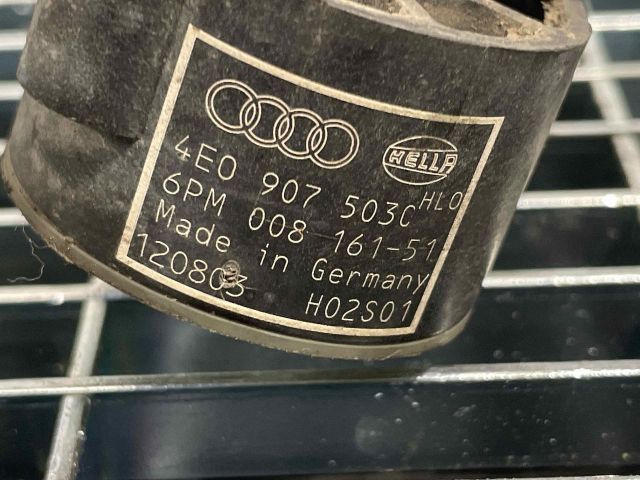 HELLA
4E0 907 503C HLO
6PM 008 161-51
Made in Germany
120803 H02S01